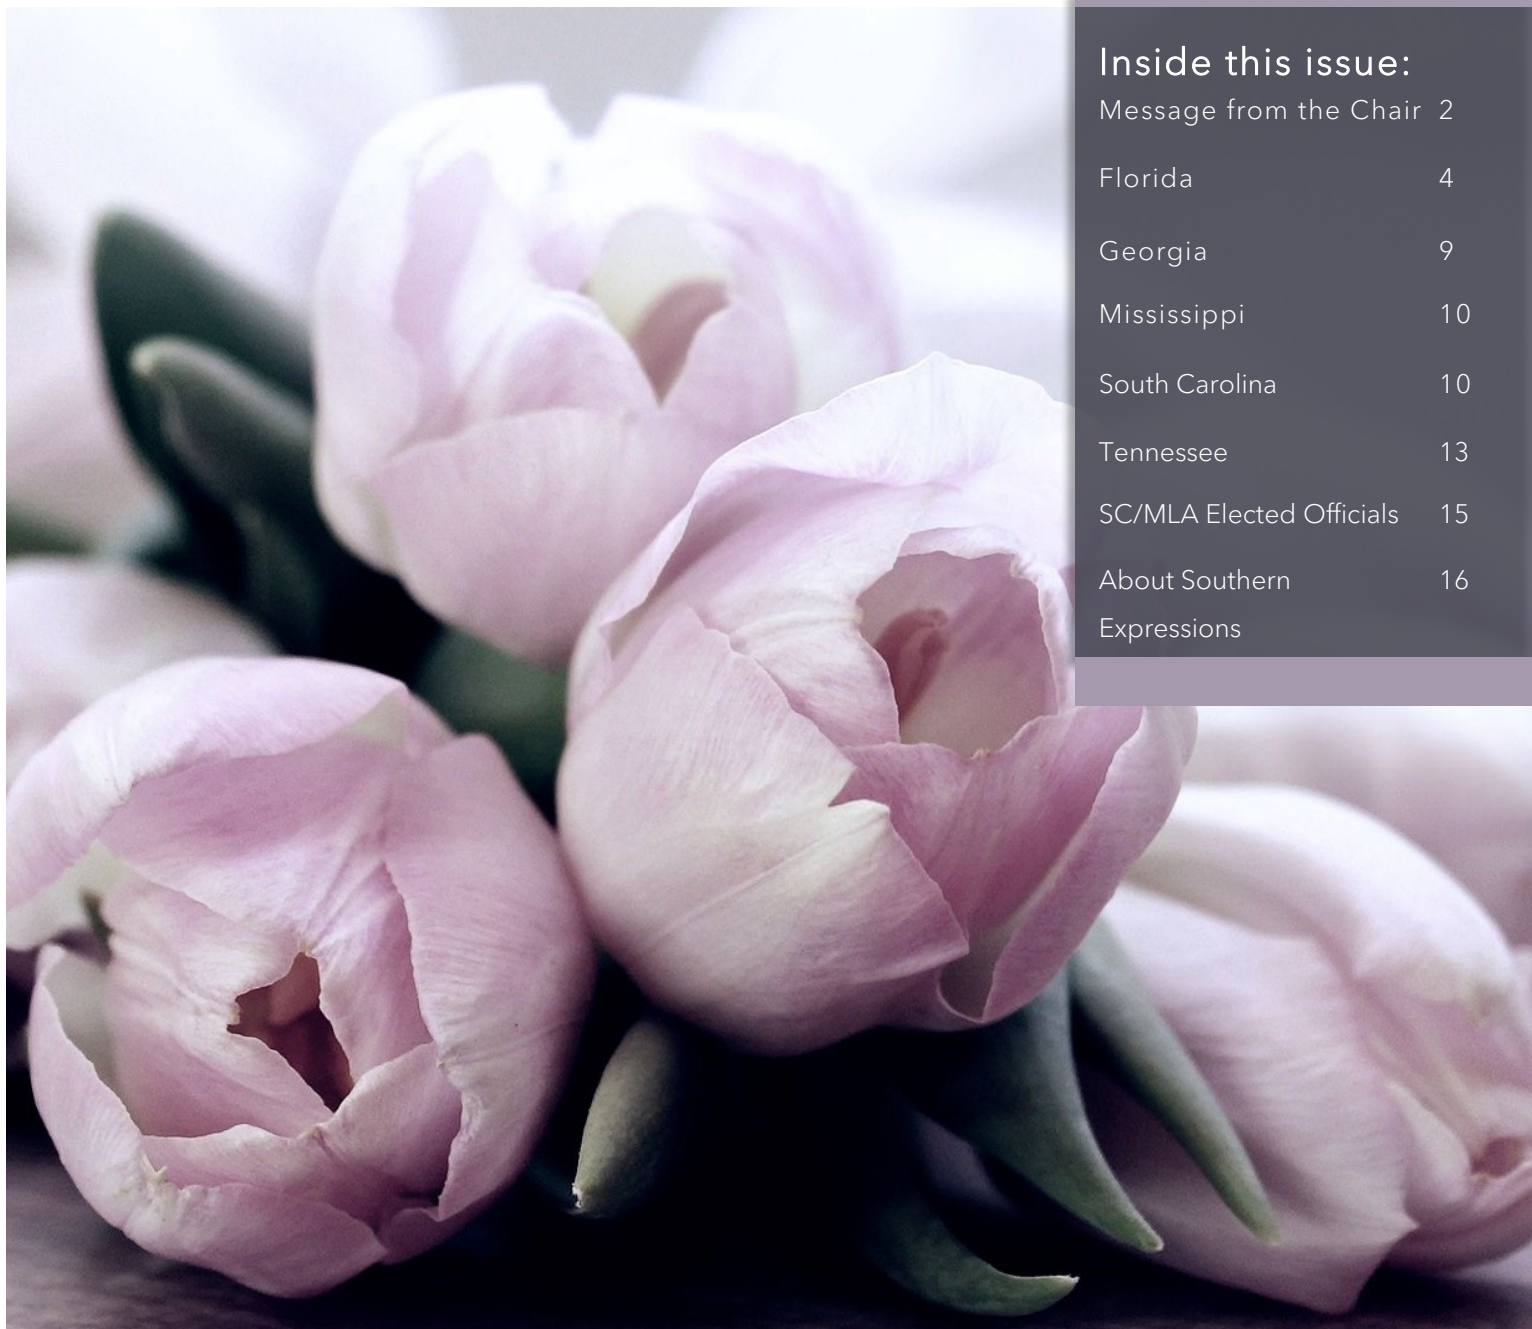 Inside this issue:
Message from the Chair 2
Florida 4
Georgia 9
Mississippi 10
South Carolina 10
Tennessee 13
SC/MLA Elected Officials 15
About Southern 16
Expressions